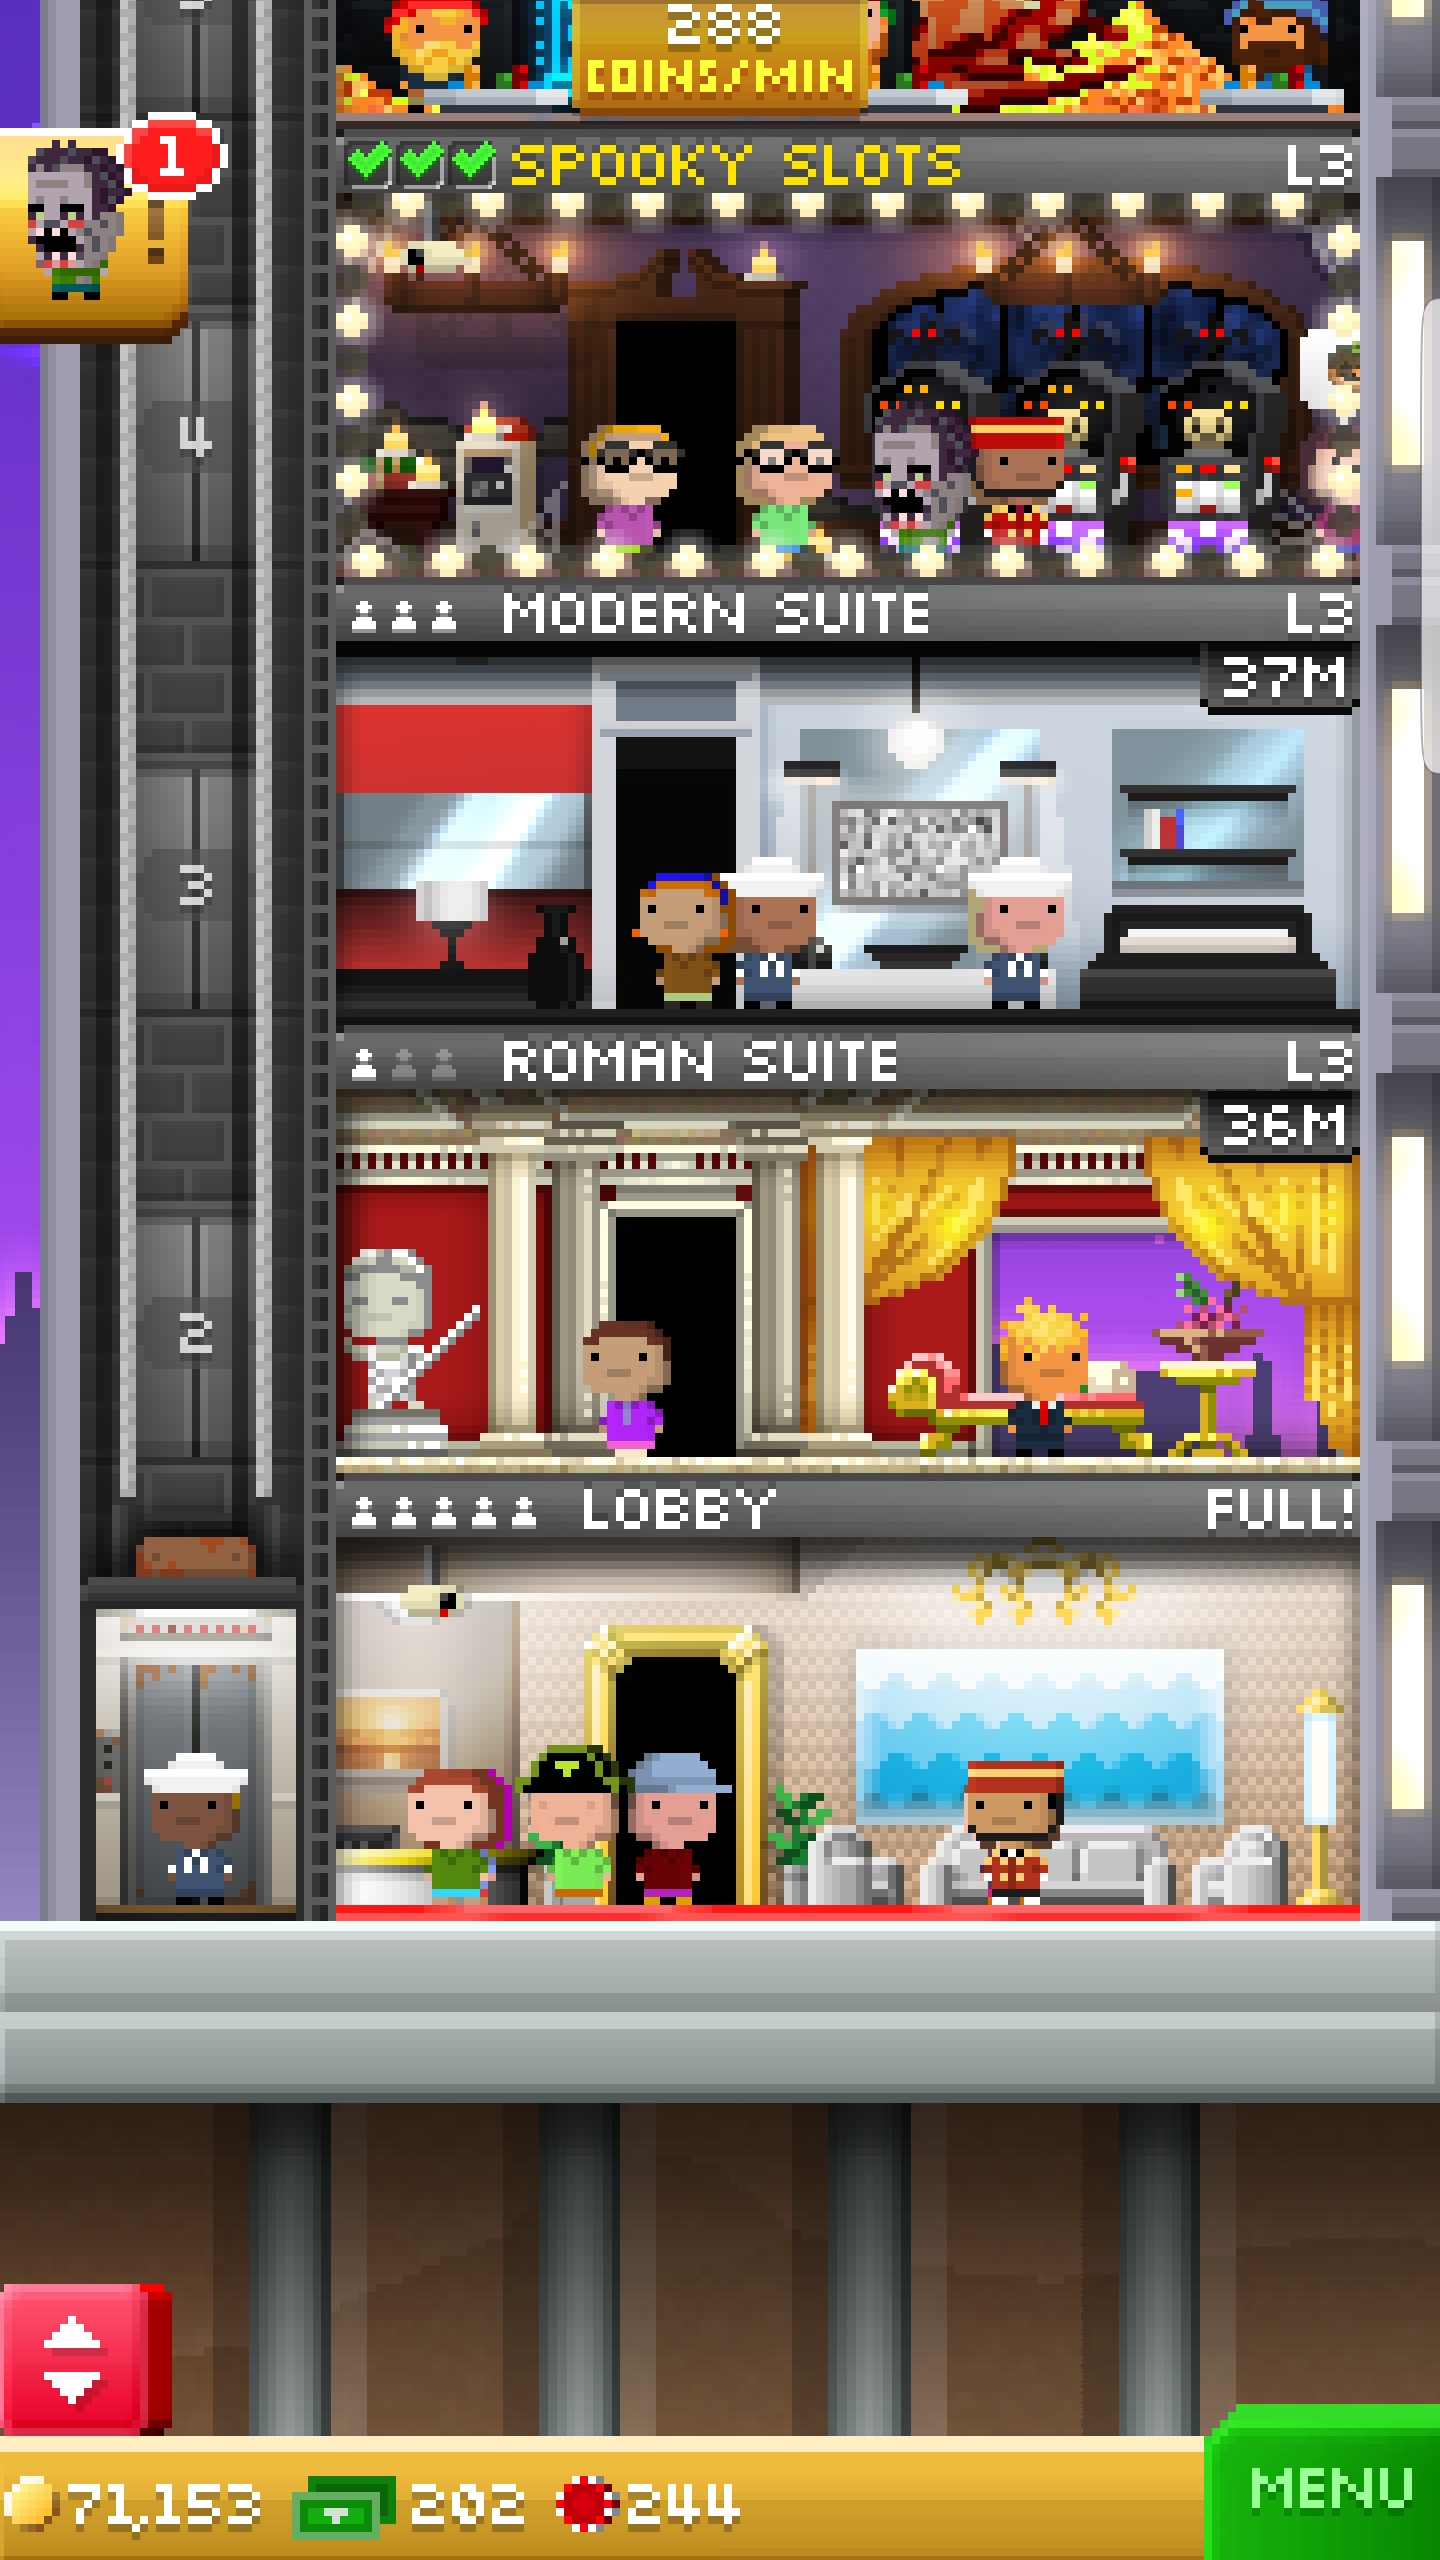 288
COINS/MIN
1
!
SPOOKY SLOTS L3
4
MODERN SUITE L3
37M
3
ROMAN SUITE L3
36M
2
LOBBY FULL!
71,153 202 244
MENU